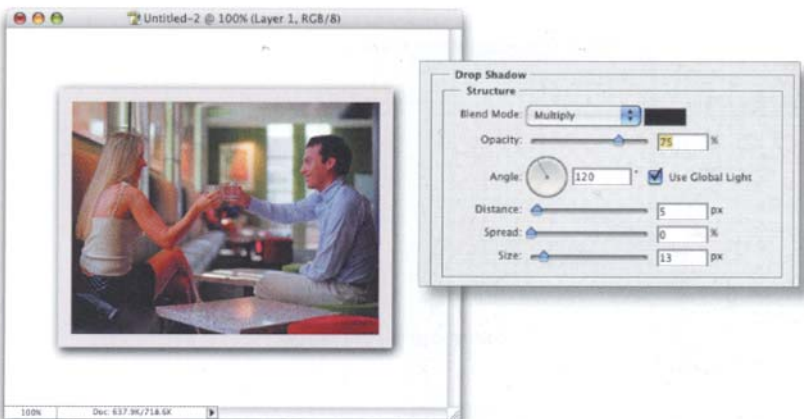 Untitled-2 @ 100% (Layer 1, RGB/8)
Drop Shadow
Structure
Blend Mode: Multiply
Opacity: 75 %
Angle: 120 ° Use Global Light
Distance: 5 px
Spread: 0 %
Size: 13 px
100% Doc: 637.9K/718.6K